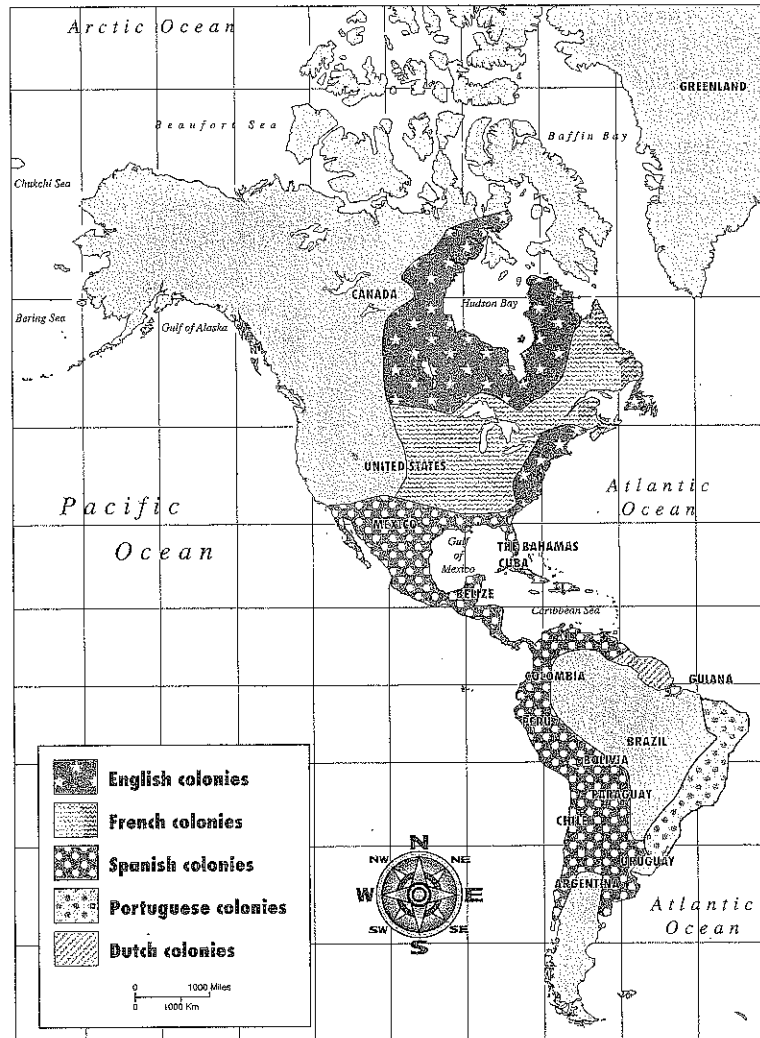 Arctic Ocean
GREENLAND
Beaufort Sea
Baffin Bay
Chukchi Sea
CANADA
Hudson Bay
Baring Sea
Gulf of Alaska
UNITED STATES
Pacific
Ocean
Atlantic
Ocean
MEXICO
Gulf
of
Mexico
THE BAHAMAS
CUBA
BELIZE
Caribbean Sea
COLOMBIA
GUIANA
PERU
BRAZIL
BOLIVIA
PARAGUAY
CHILE
URUGUAY
ARGENTINA
Atlantic
Ocean
English colonies
French colonies
Spanish colonies
Portuguese colonies
Dutch colonies
0 1000 Miles
0 1000 Km
N
NW NE
W E
SW SE
S